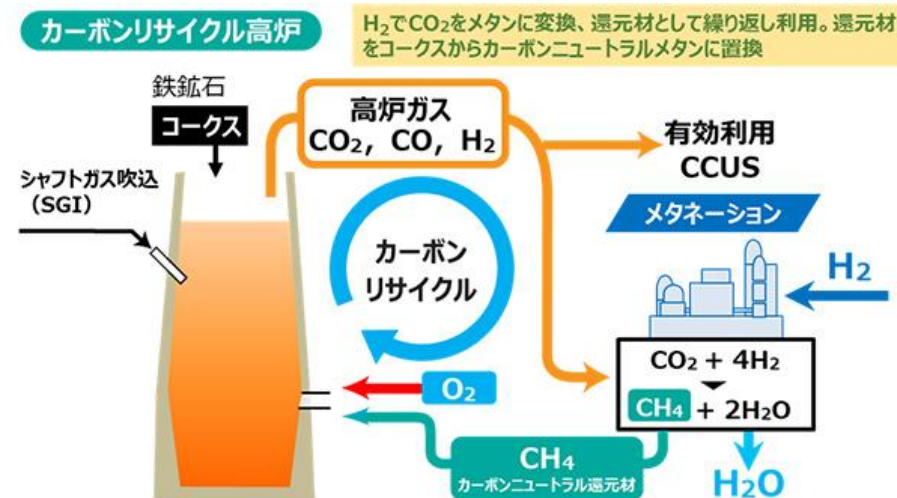 カーボンリサイクル高炉
H₂でCO₂をメタンに変換、還元材として繰り返し利用。還元材
をコークスからカーボンニュートラルメタンに置換
鉄鉱石
コークス
高炉ガス
CO₂, CO, H₂
有効利用
CCUS
シャフトガス吹込
（SGI）
メタネーション
カーボン
リサイクル
H₂
CO₂ + 4H₂
CH₄ + 2H₂O
O₂
CH₄
カーボンニュートラル還元材
H₂O